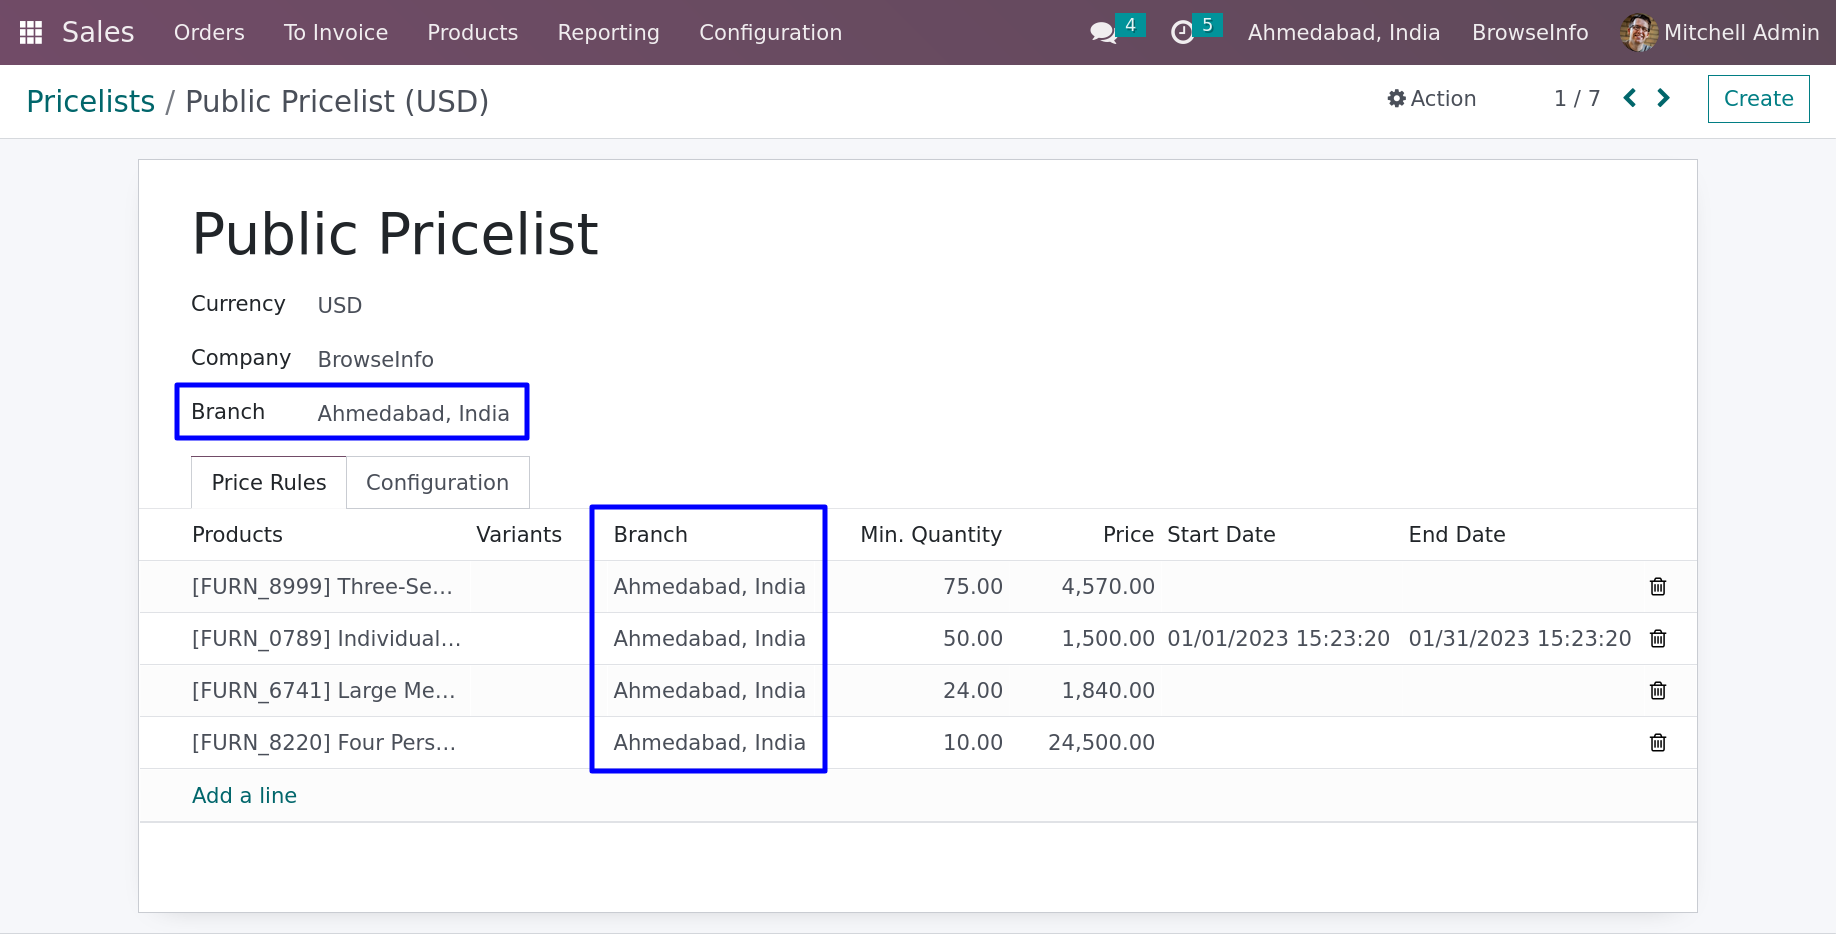 Sales Orders To Invoice Products Reporting Configuration 4 5 Ahmedabad, India BrowseInfo Mitchell Admin
Pricelists / Public Pricelist (USD) Action 1 / 7 Create
Public Pricelist
Currency USD
Company BrowseInfo
Branch Ahmedabad, India
Price Rules Configuration
Products Variants Branch Min. Quantity Price Start Date End Date
[FURN_8999] Three-Se... Ahmedabad, India 75.00 4,570.00
[FURN_0789] Individual... Ahmedabad, India 50.00 1,500.00 01/01/2023 15:23:20 01/31/2023 15:23:20
[FURN_6741] Large Me... Ahmedabad, India 24.00 1,840.00
[FURN_8220] Four Pers... Ahmedabad, India 10.00 24,500.00
Add a line